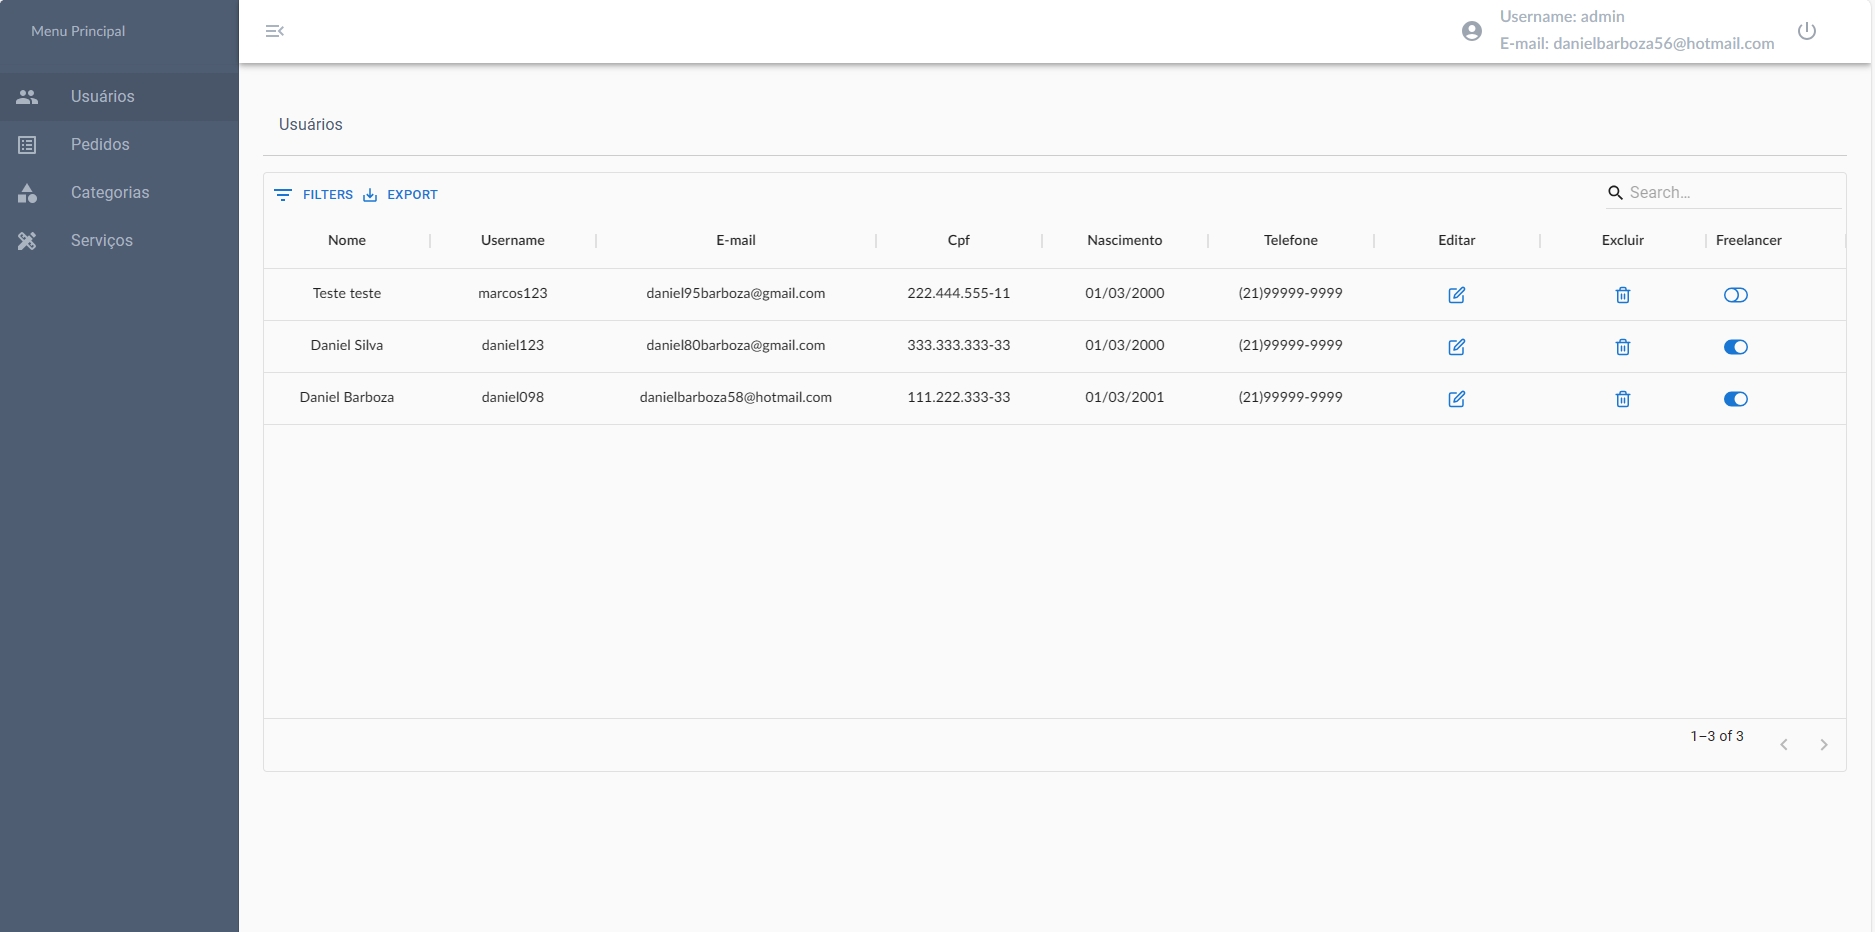 Menu Principal
Username: admin
E-mail: danielbarboza56@hotmail.com
Usuários
Pedidos
Categorias
Serviços
Usuários
FILTERS EXPORT Search...
Nome Username E-mail Cpf Nascimento Telefone Editar Excluir Freelancer
Teste teste marcos123 daniel95barboza@gmail.com 222.444.555-11 01/03/2000 (21)99999-9999
Daniel Silva daniel123 daniel80barboza@gmail.com 333.333.333-33 01/03/2000 (21)99999-9999
Daniel Barboza daniel098 danielbarboza58@hotmail.com 111.222.333-33 01/03/2001 (21)99999-9999
1–3 of 3